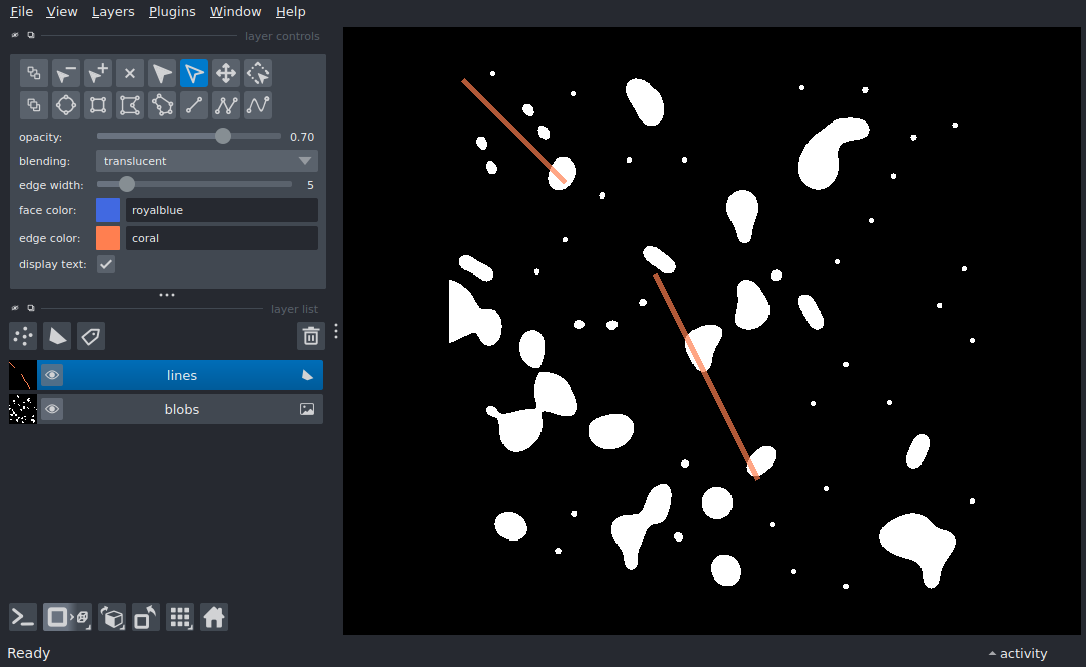 File View Layers Plugins Window Help
layer controls
opacity: 0.70
blending: translucent
edge width: 5
face color: royalblue
edge color: coral
display text:
layer list
lines
blobs
Ready
activity